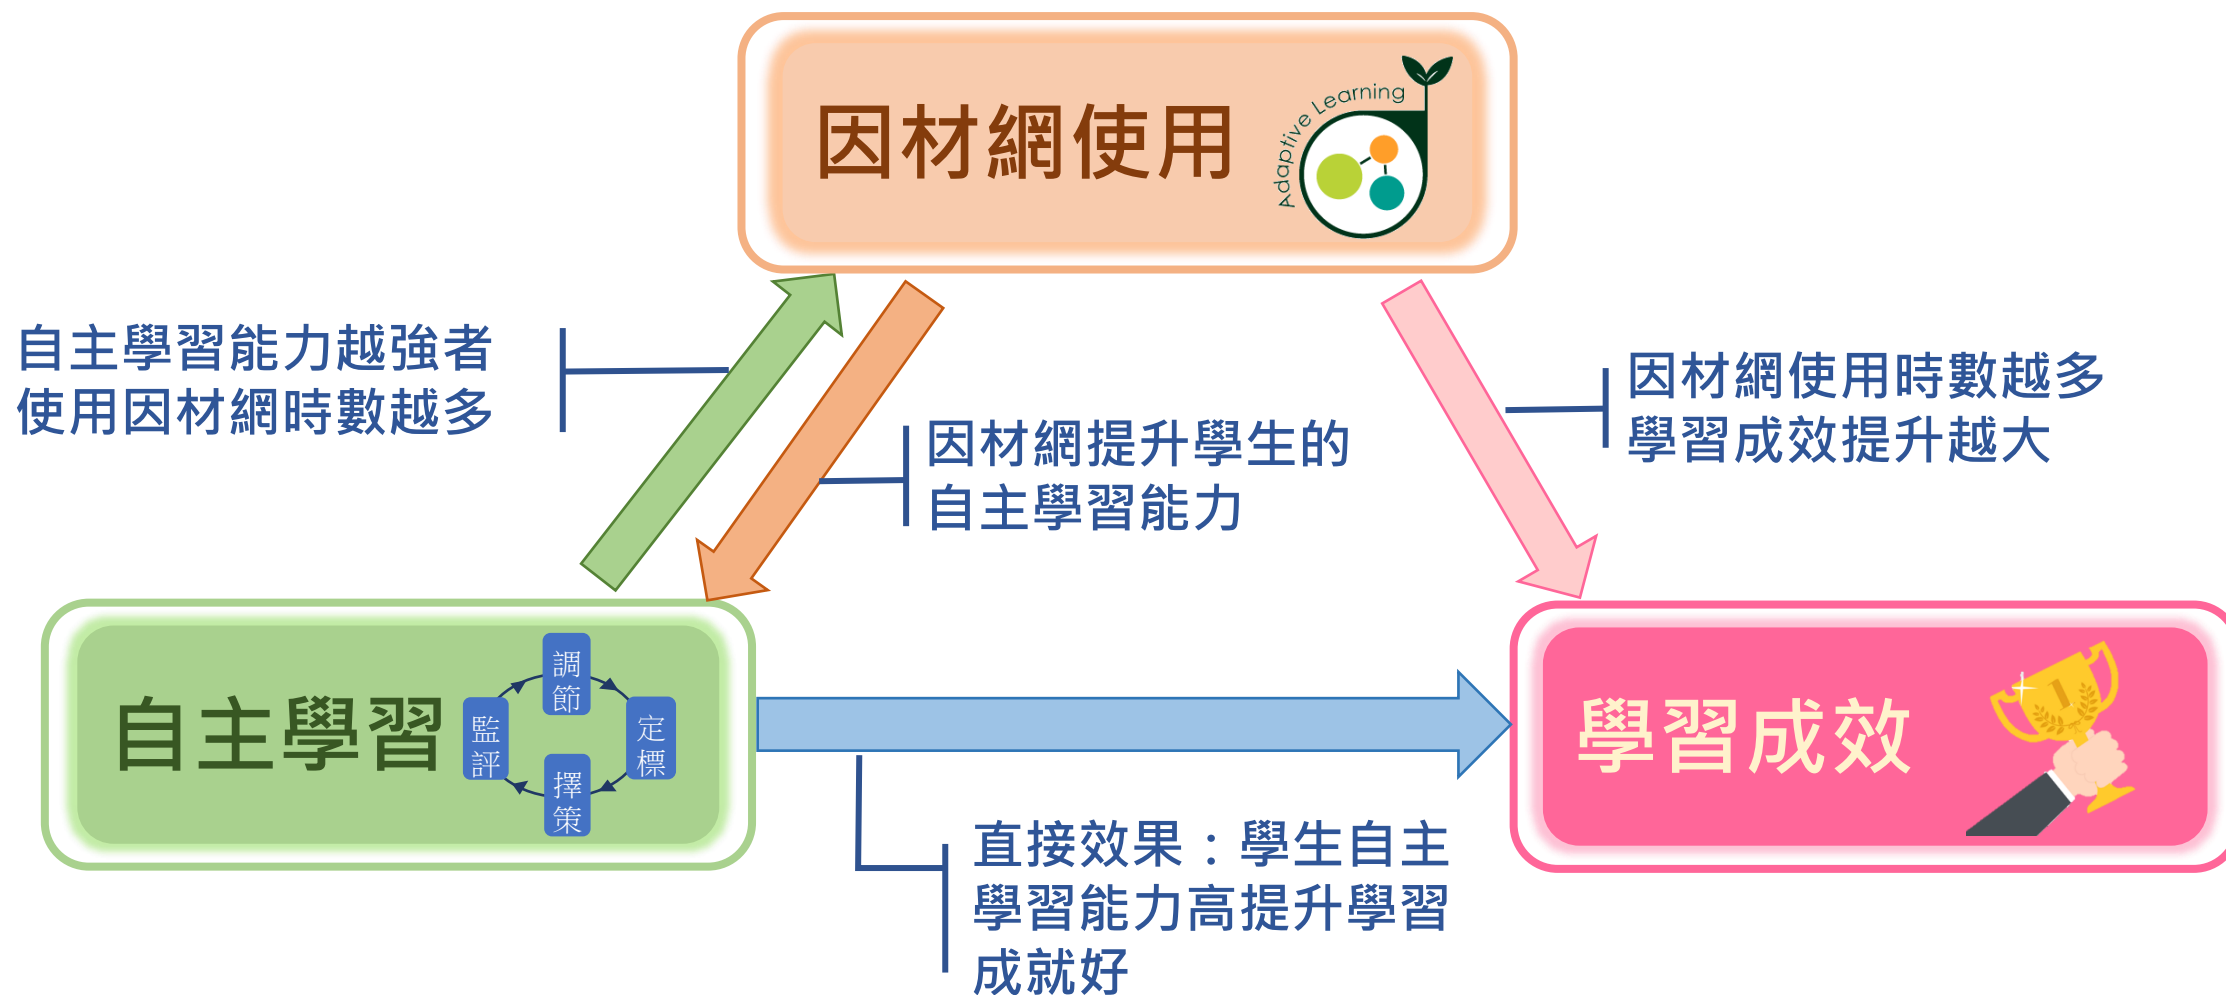 因材網使用
Adaptive Learning
自主學習能力越強者
使用因材網時數越多
因材網提升學生的
自主學習能力
因材網使用時數越多
學習成效提升越大
自主學習
調
節
監
評
定
標
擇
策
學習成效
直接效果：學生自主
學習能力高提升學習
成就好